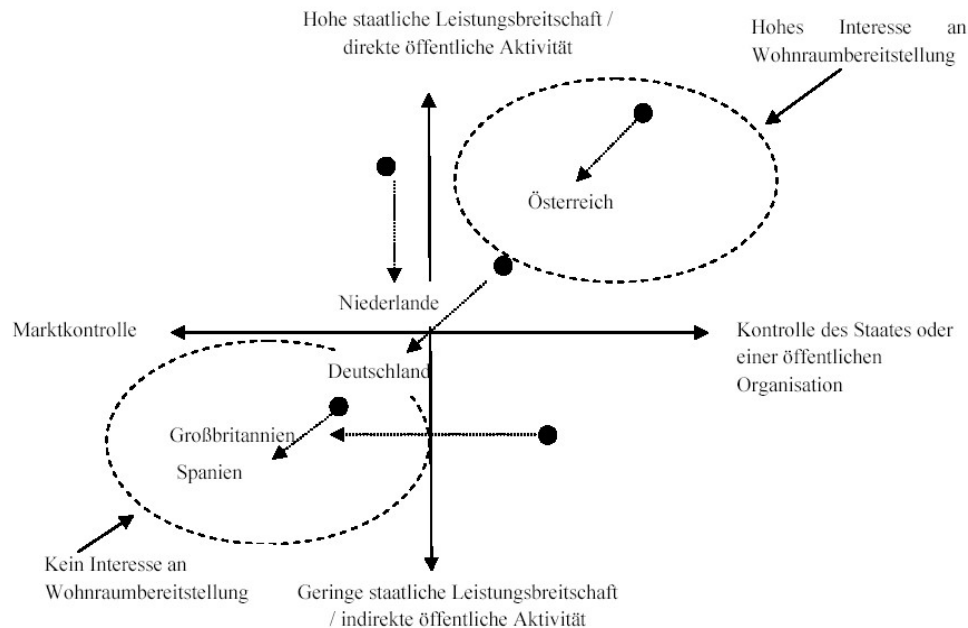 Hohe staatliche Leistungsbreitschaft /
direkte öffentliche Aktivität
Hohes Interesse an
Wohnraumbereitstellung
Österreich
Niederlande
Marktkontrolle
Kontrolle des Staates oder
einer öffentlichen
Organisation
Deutschland
Großbritannien
Spanien
Kein Interesse an
Wohnraumbereitstellung
Geringe staatliche Leistungsbreitschaft
/ indirekte öffentliche Aktivität